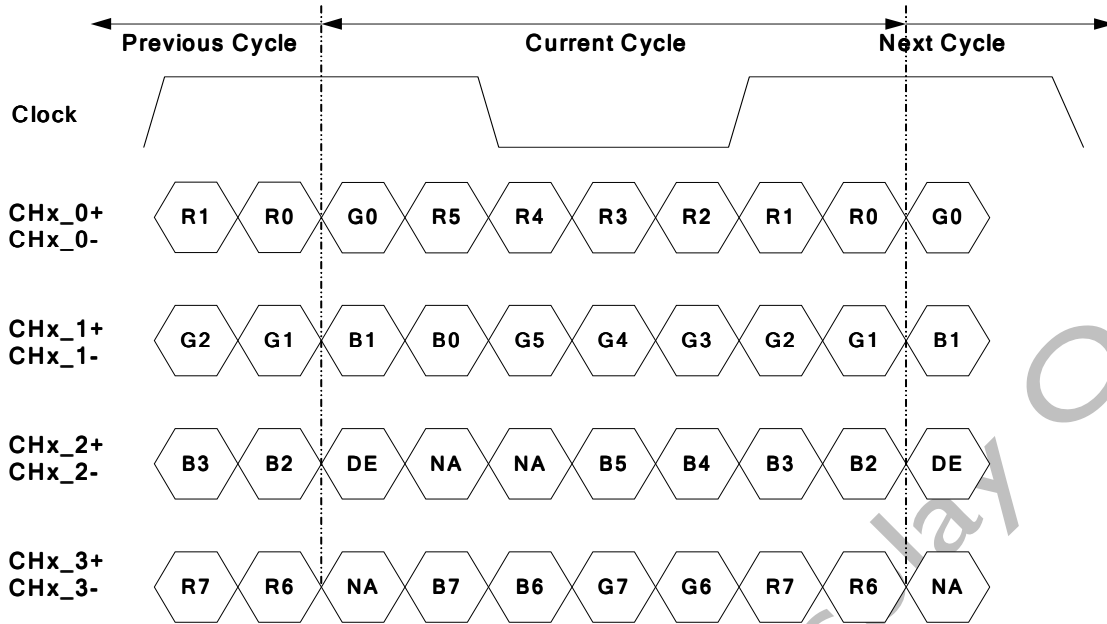 Previous Cycle Current Cycle Next Cycle
Clock
CHx_0+
CHx_0-
R1 R0 G0 R5 R4 R3 R2 R1 R0 G0
CHx_1+
CHx_1-
G2 G1 B1 B0 G5 G4 G3 G2 G1 B1
CHx_2+
CHx_2-
B3 B2 DE NA NA B5 B4 B3 B2 DE
CHx_3+
CHx_3-
R7 R6 NA B7 B6 G7 G6 R7 R6 NA